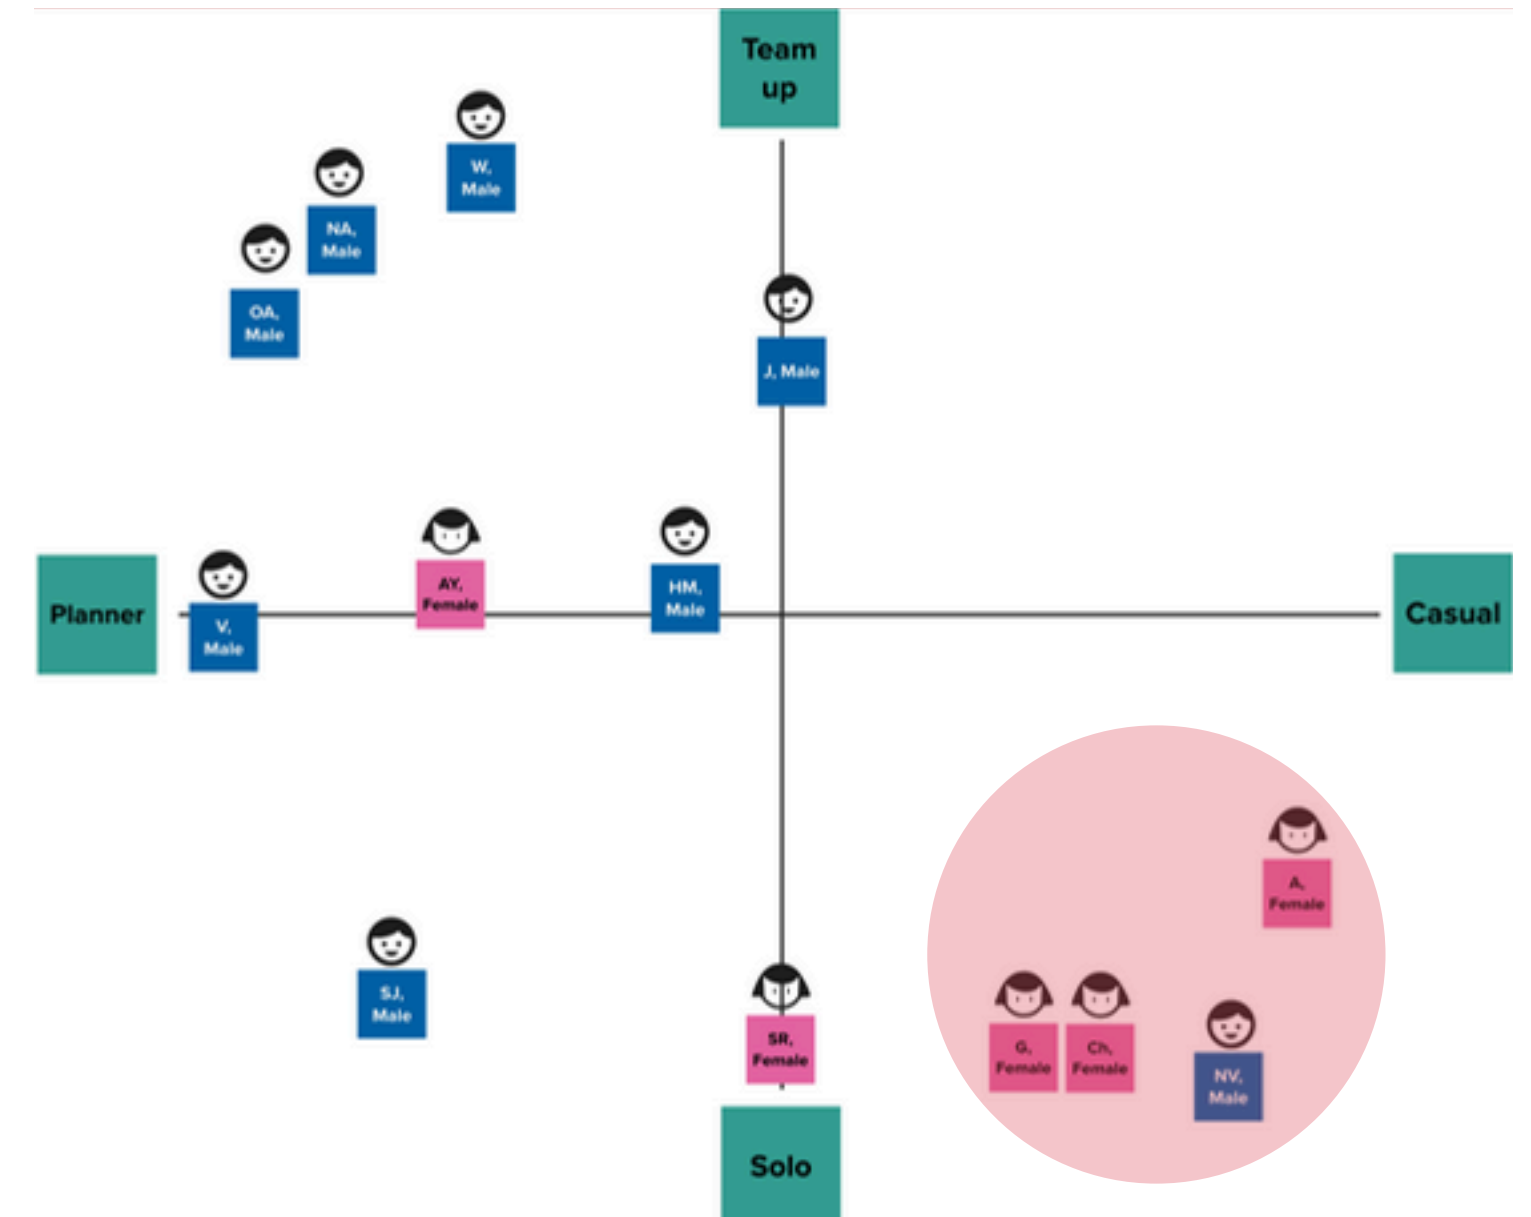 Team
up
W,
Male
NA,
Male
OA,
Male
J, Male
Planner
V,
Male
AY,
Female
HM,
Male
Casual
A,
Female
SJ,
Male
SR,
Female
G,
Female
Ch,
Female
NV,
Male
Solo